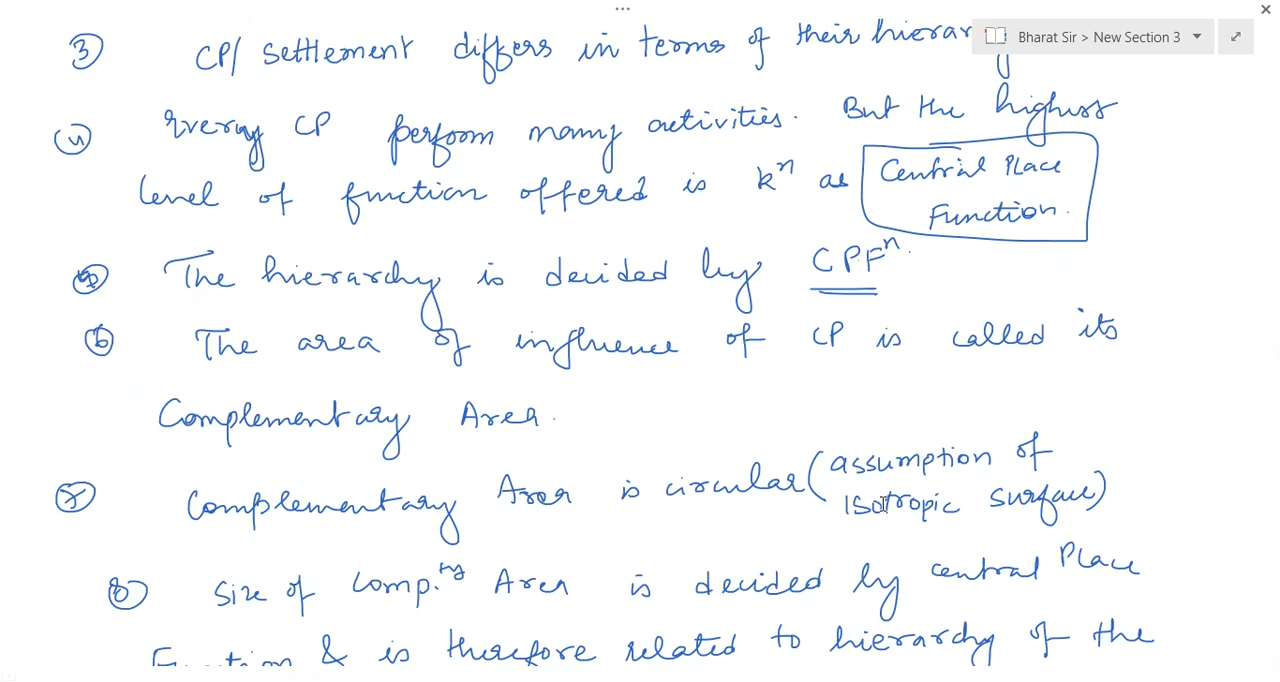 ...
Bharat Sir > New Section 3
③ CP/ Settlement differs in terms of their hierar
④ Every CP perform many activities. But the highest
level of function offered is kⁿ as Central Place
Function.
⑤ The hierarchy is decided by CPFⁿ.
⑥ The area of influence of CP is called its
Complementary Area.
⑦ Complementary Area is circular (assumption of
isotropic surface)
⑧ Size of Comp.ʳʸ Area is decided by central Place
Function & is therefore related to hierarchy of the